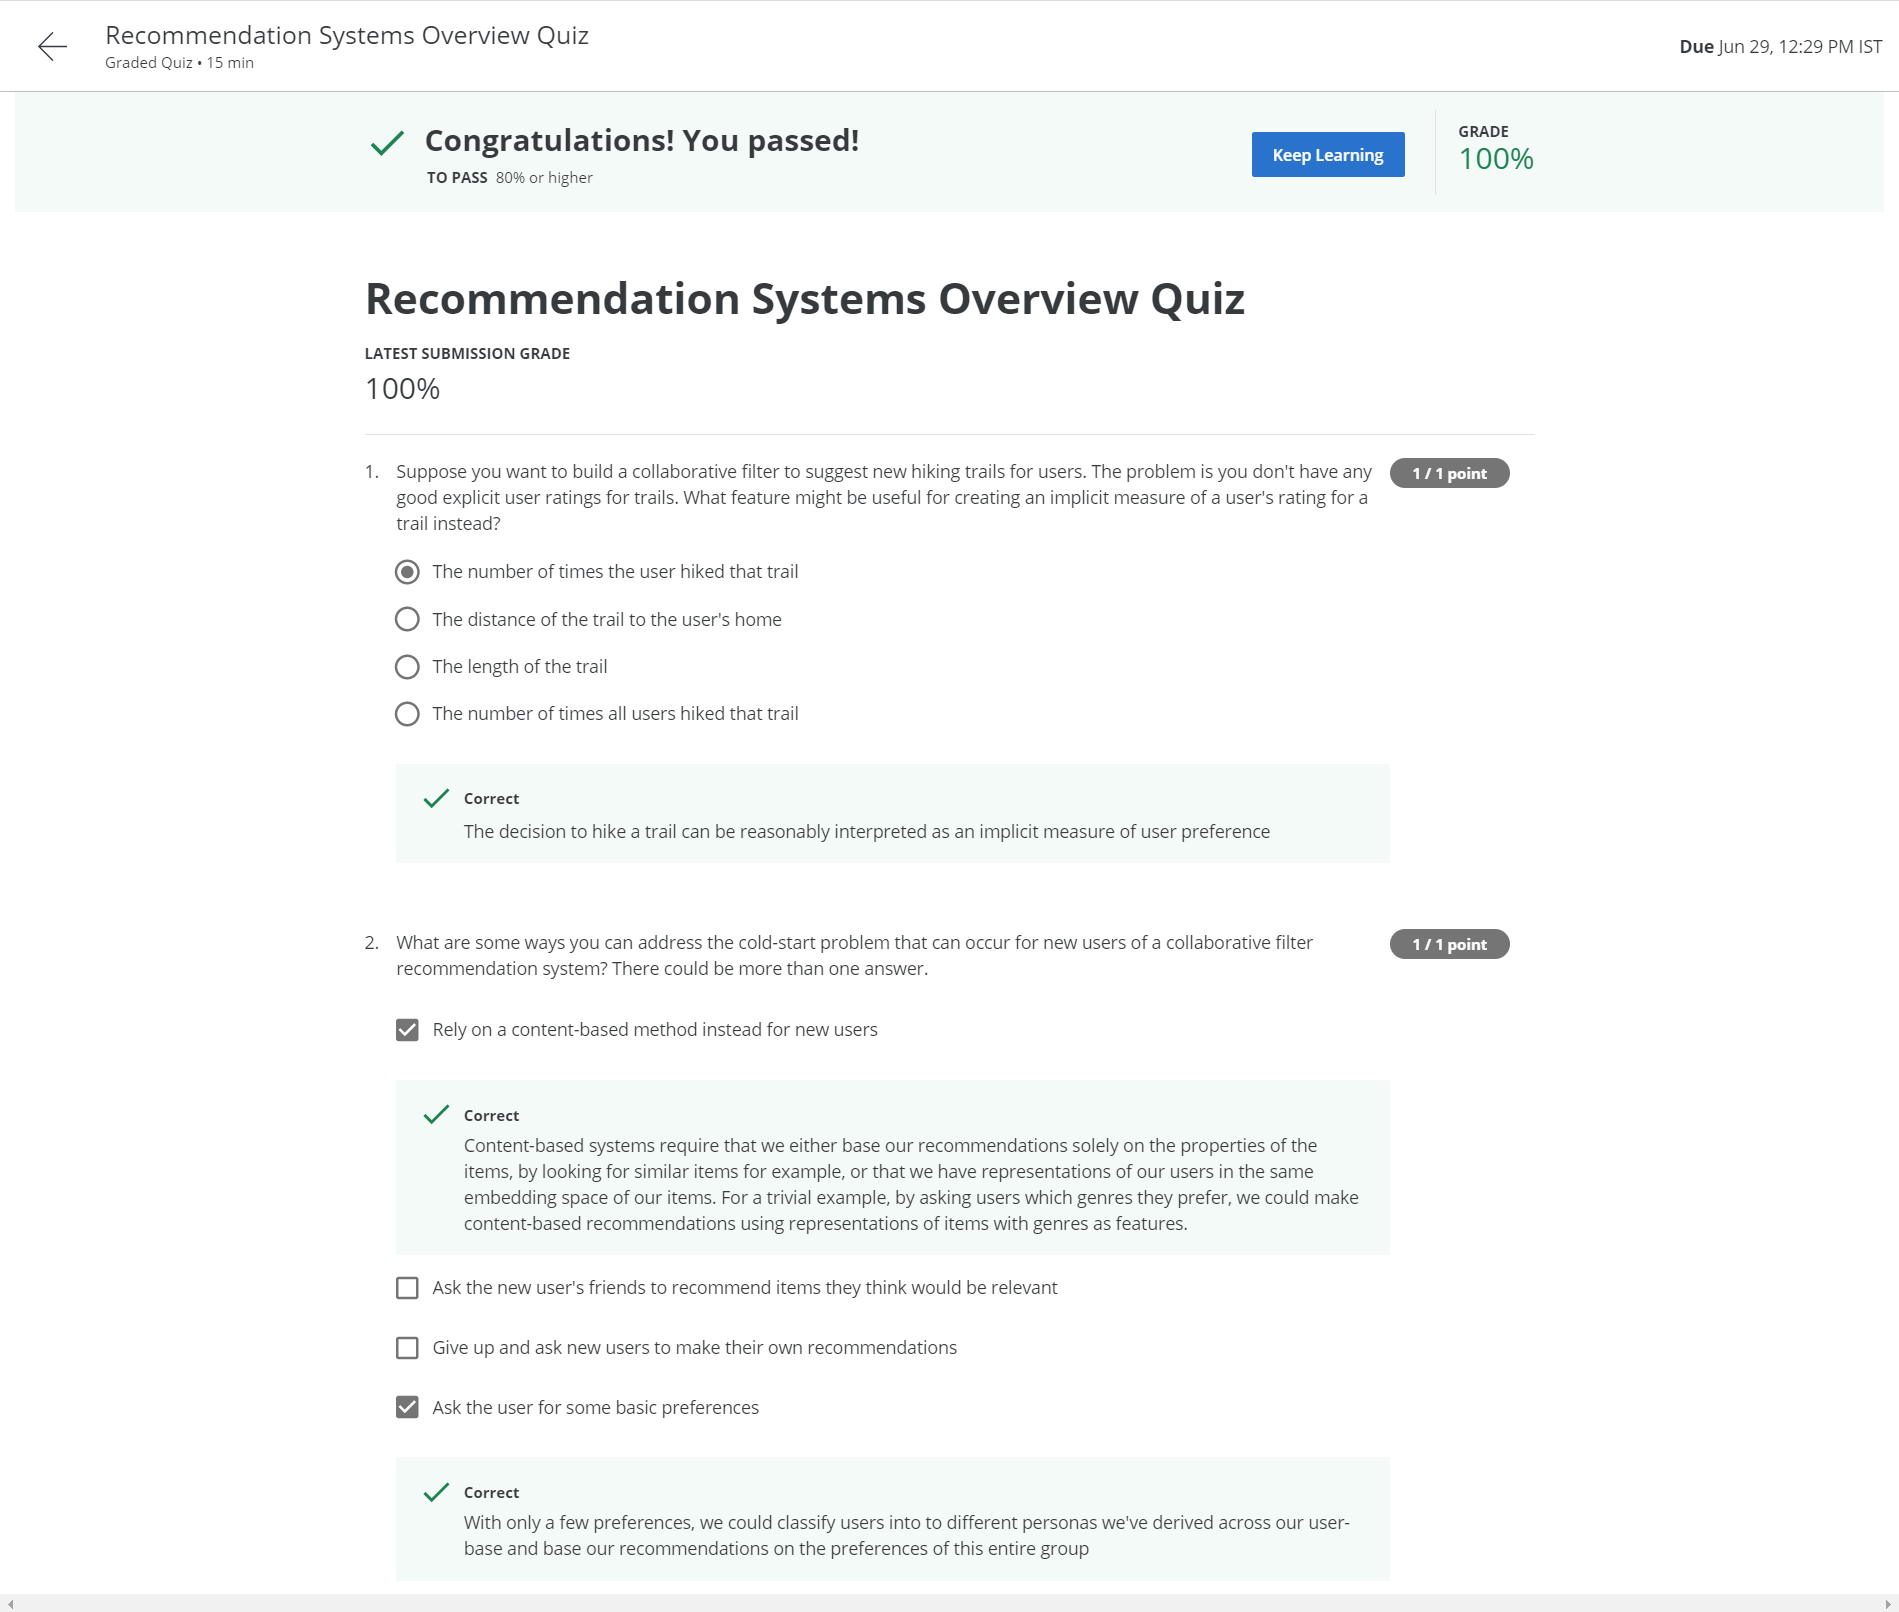 Recommendation Systems Overview Quiz
Graded Quiz • 15 min
Due Jun 29, 12:29 PM IST
Congratulations! You passed!
TO PASS 80% or higher
Keep Learning
GRADE
100%
Recommendation Systems Overview Quiz
LATEST SUBMISSION GRADE
100%
1. Suppose you want to build a collaborative filter to suggest new hiking trails for users. The problem is you don't have any
good explicit user ratings for trails. What feature might be useful for creating an implicit measure of a user's rating for a
trail instead?
1 / 1 point
The number of times the user hiked that trail
The distance of the trail to the user's home
The length of the trail
The number of times all users hiked that trail
Correct
The decision to hike a trail can be reasonably interpreted as an implicit measure of user preference
2. What are some ways you can address the cold-start problem that can occur for new users of a collaborative filter
recommendation system? There could be more than one answer.
1 / 1 point
Rely on a content-based method instead for new users
Correct
Content-based systems require that we either base our recommendations solely on the properties of the
items, by looking for similar items for example, or that we have representations of our users in the same
embedding space of our items. For a trivial example, by asking users which genres they prefer, we could make
content-based recommendations using representations of items with genres as features.
Ask the new user's friends to recommend items they think would be relevant
Give up and ask new users to make their own recommendations
Ask the user for some basic preferences
Correct
With only a few preferences, we could classify users into to different personas we've derived across our user-
base and base our recommendations on the preferences of this entire group